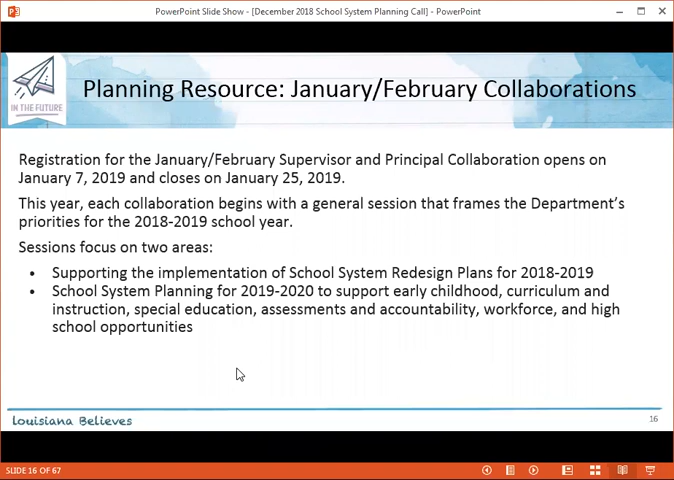 PowerPoint Slide Show - [December 2018 School System Planning Call] - PowerPoint
IN THE FUTURE
Planning Resource: January/February Collaborations
Registration for the January/February Supervisor and Principal Collaboration opens on
January 7, 2019 and closes on January 25, 2019.
This year, each collaboration begins with a general session that frames the Department's
priorities for the 2018-2019 school year.
Sessions focus on two areas:
• Supporting the implementation of School System Redesign Plans for 2018-2019
• School System Planning for 2019-2020 to support early childhood, curriculum and
instruction, special education, assessments and accountability, workforce, and high
school opportunities
Louisiana Believes
16
SLIDE 16 OF 67